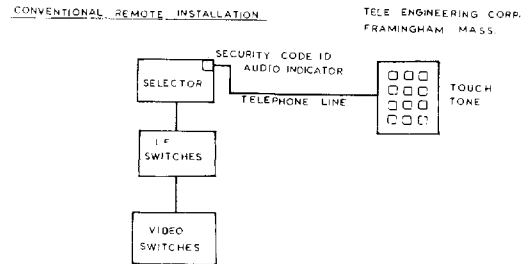 CONVENTIONAL REMOTE INSTALLATION
TELE ENGINEERING CORP.
FRAMINGHAM MASS.
SECURITY CODE ID
AUDIO INDICATOR
SELECTOR
TELEPHONE LINE
TOUCH
TONE
I.F.
SWITCHES
VIDEO
SWITCHES